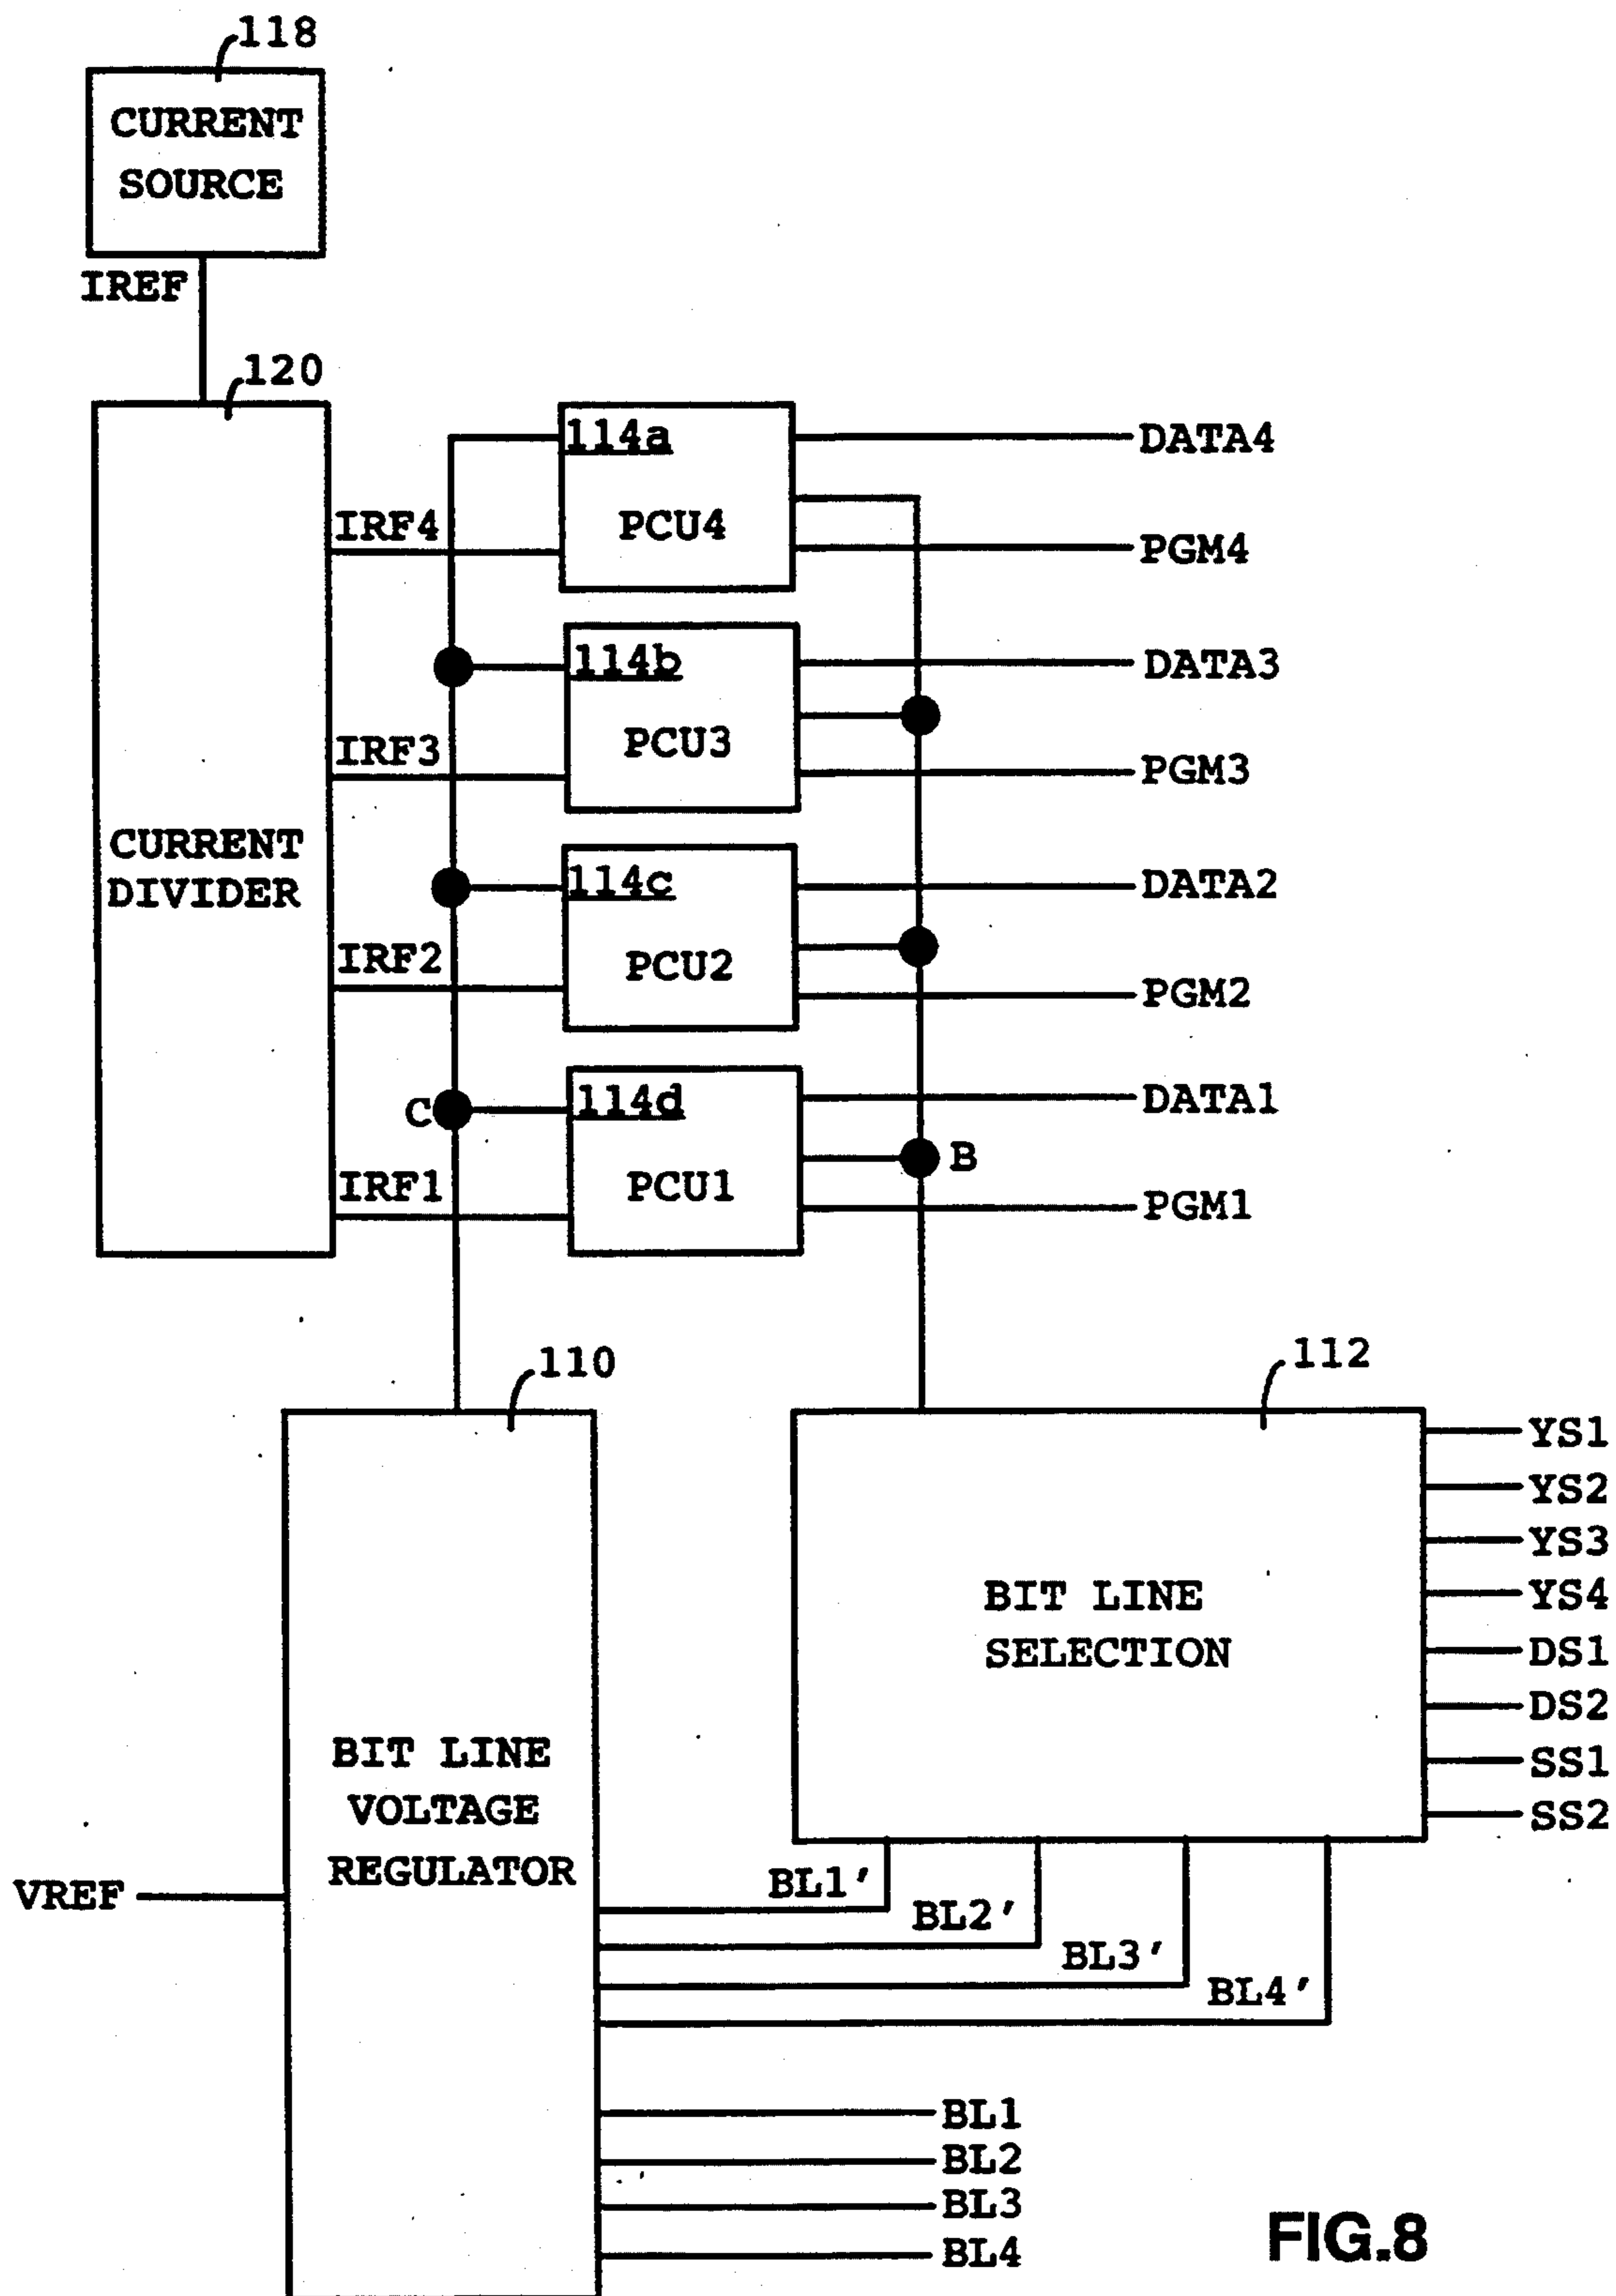 118
CURRENT
SOURCE
IREF
120
CURRENT
DIVIDER
114a
PCU4
DATA4
IRF4
PGM4
114b
PCU3
DATA3
IRF3
PGM3
114c
PCU2
DATA2
IRF2
PGM2
C
114d
PCU1
DATA1
B
IRF1
PGM1
110
112
BIT LINE
VOLTAGE
REGULATOR
VREF
BIT LINE
SELECTION
YS1
YS2
YS3
YS4
DS1
DS2
SS1
SS2
BL1'
BL2'
BL3'
BL4'
BL1
BL2
BL3
BL4
FIG.8